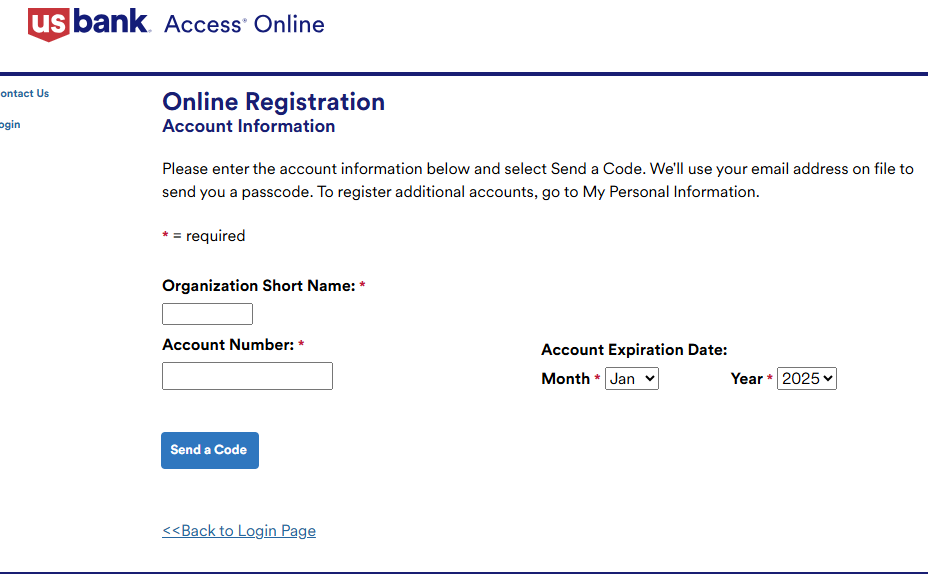 usbank Access® Online
ontact Us
ogin
Online Registration
Account Information
Please enter the account information below and select Send a Code. We'll use your email address on file to
send you a passcode. To register additional accounts, go to My Personal Information.
* = required
Organization Short Name: *
Account Number: *
Account Expiration Date:
Month * Jan Year * 2025
Send a Code
<<Back to Login Page